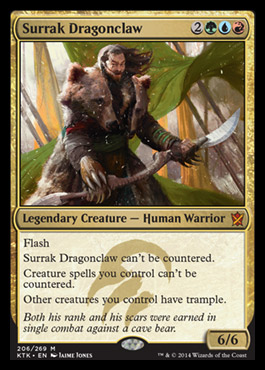 Surrak Dragonclaw 2
Legendary Creature — Human Warrior
Flash
Surrak Dragonclaw can't be countered.
Creature spells you control can't be
countered.
Other creatures you control have trample.
Both his rank and his scars were earned in
single combat against a cave bear.
6/6
206/269 M
KTK • EN Jaime Jones
™ & © 2014 Wizards of the Coast